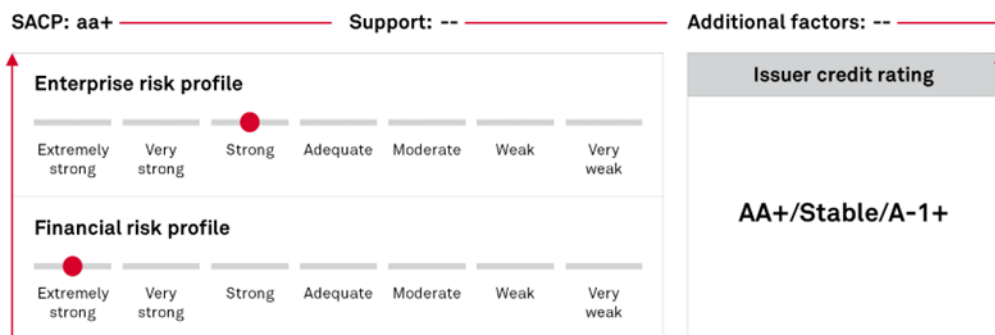 SACP: aa+ Support: -- Additional factors: --
Enterprise risk profile
Extremely strong Very strong Strong Adequate Moderate Weak Very weak
Financial risk profile
Extremely strong Very strong Strong Adequate Moderate Weak Very weak
Issuer credit rating
AA+/Stable/A-1+